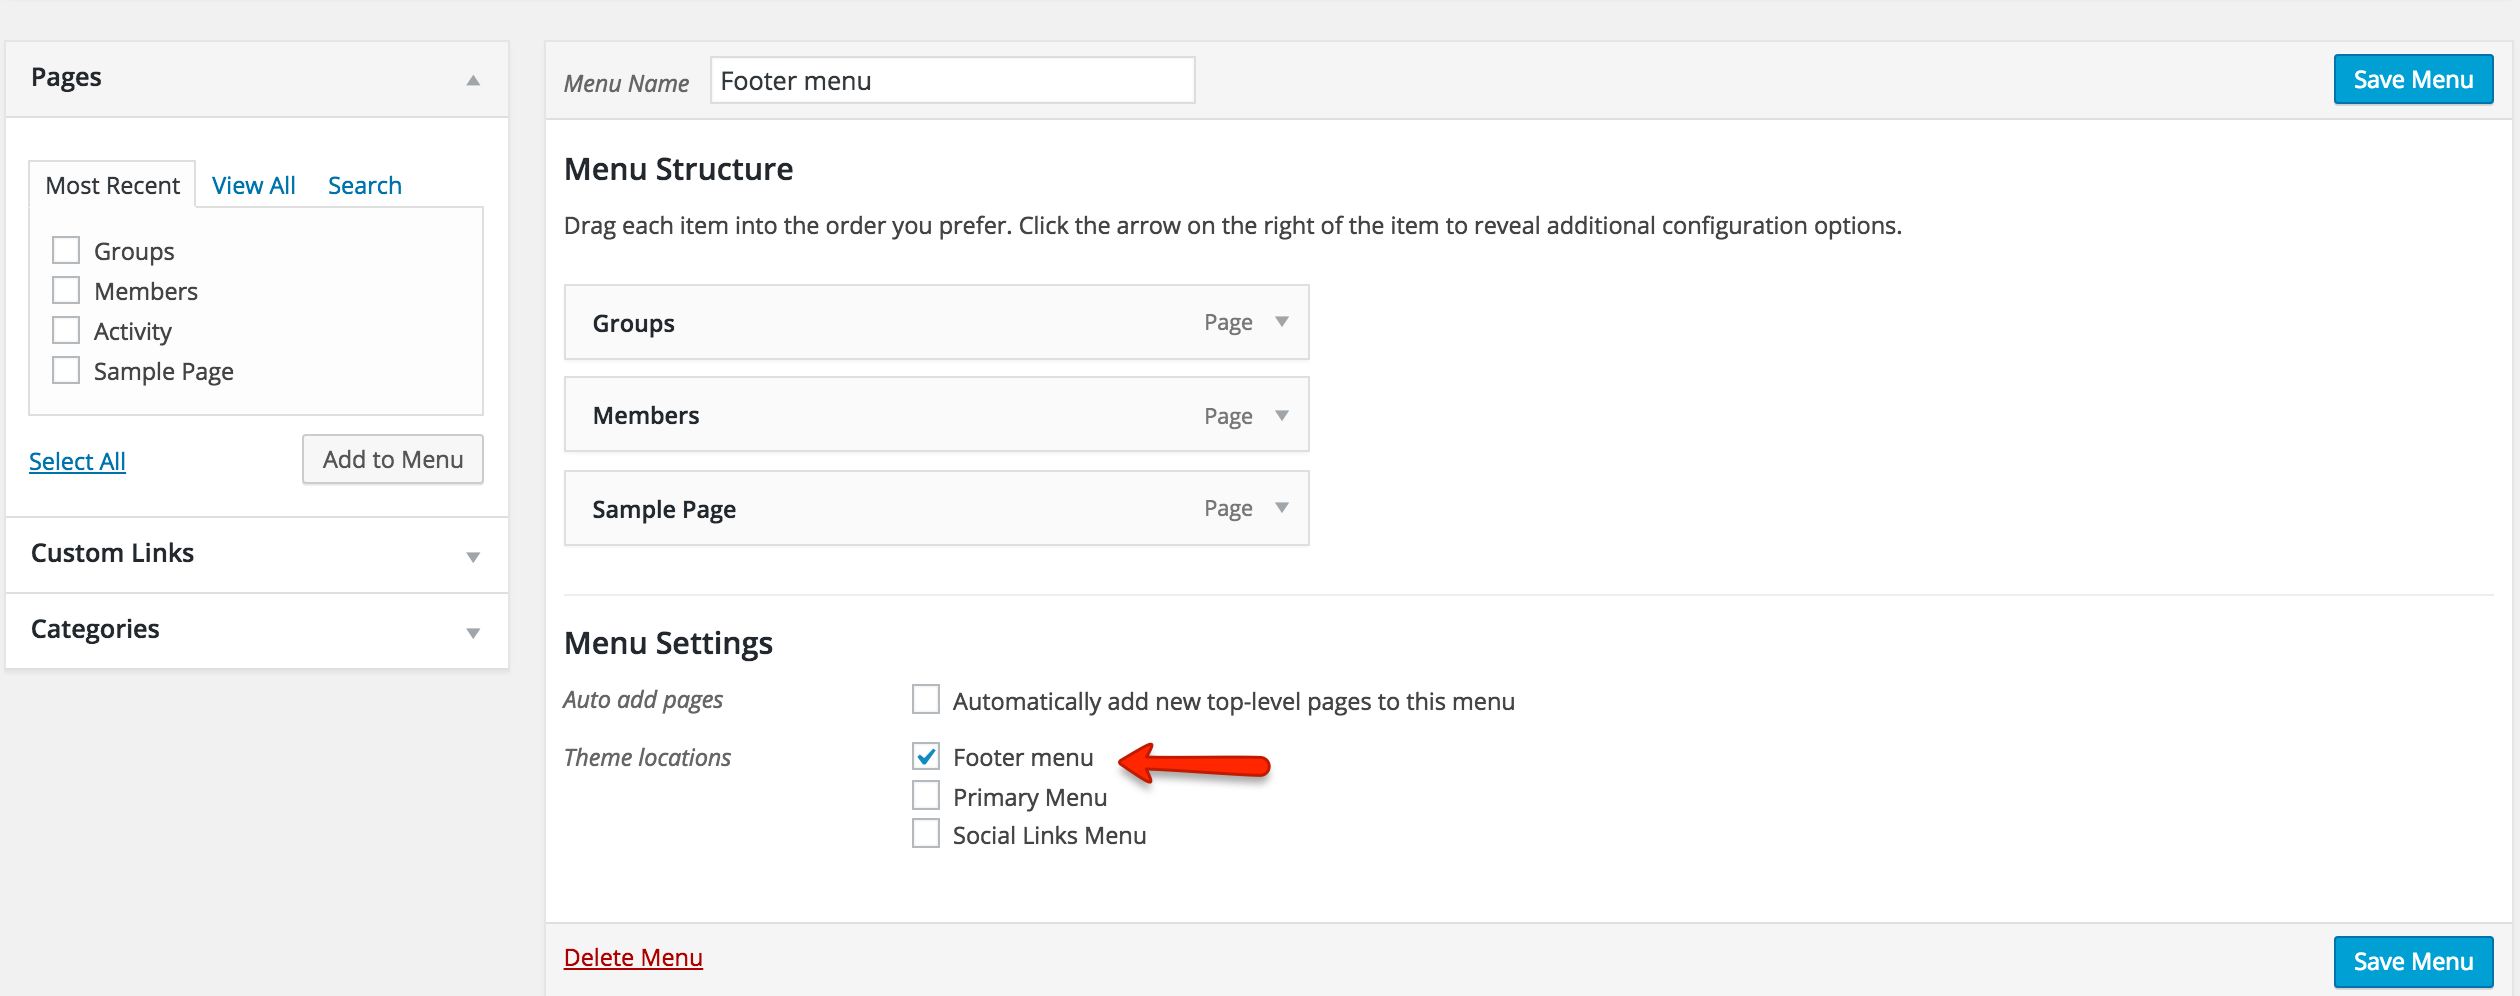 Pages
Most Recent View All Search
Groups
Members
Activity
Sample Page
Select All Add to Menu
Custom Links
Categories
Menu Name Footer menu Save Menu
Menu Structure
Drag each item into the order you prefer. Click the arrow on the right of the item to reveal additional configuration options.
Groups Page
Members Page
Sample Page Page
Menu Settings
Auto add pages Automatically add new top-level pages to this menu
Theme locations Footer menu
Primary Menu
Social Links Menu
Delete Menu Save Menu